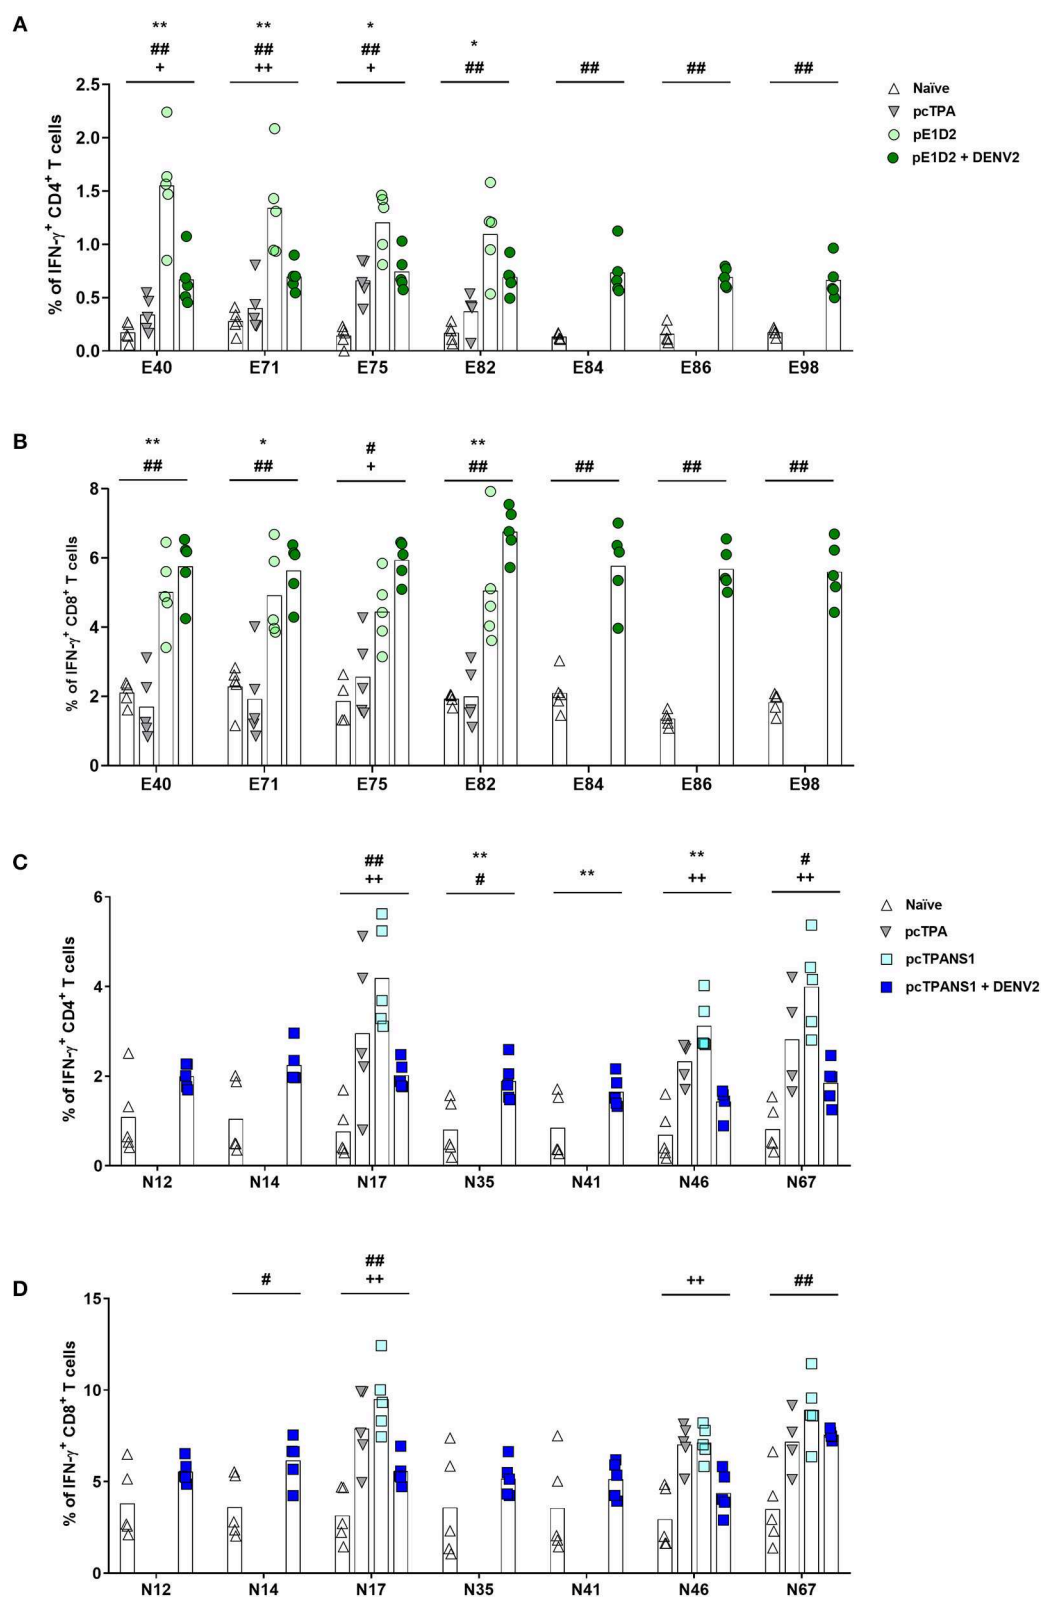 A
** ** *
## ## ## *
+ ++ + ## ## ## ##
2.5
2.0
1.5
1.0
0.5
0.0
% of IFN-γ+ CD4+ T cells
E40 E71 E75 E82 E84 E86 E98
Naïve
pcTPA
pE1D2
pE1D2 + DENV2
B
** * # **
## ## + ## ## ## ##
8
6
4
2
0
% of IFN-γ+ CD8+ T cells
E40 E71 E75 E82 E84 E86 E98
C
## ** ** #
++ # ** ++ ++
6
4
2
0
% of IFN-γ+ CD4+ T cells
N12 N14 N17 N35 N41 N46 N67
Naïve
pcTPA
pcTPANS1
pcTPANS1 + DENV2
D
##
# ++ ++ ##
15
10
5
0
% of IFN-γ+ CD8+ T cells
N12 N14 N17 N35 N41 N46 N67